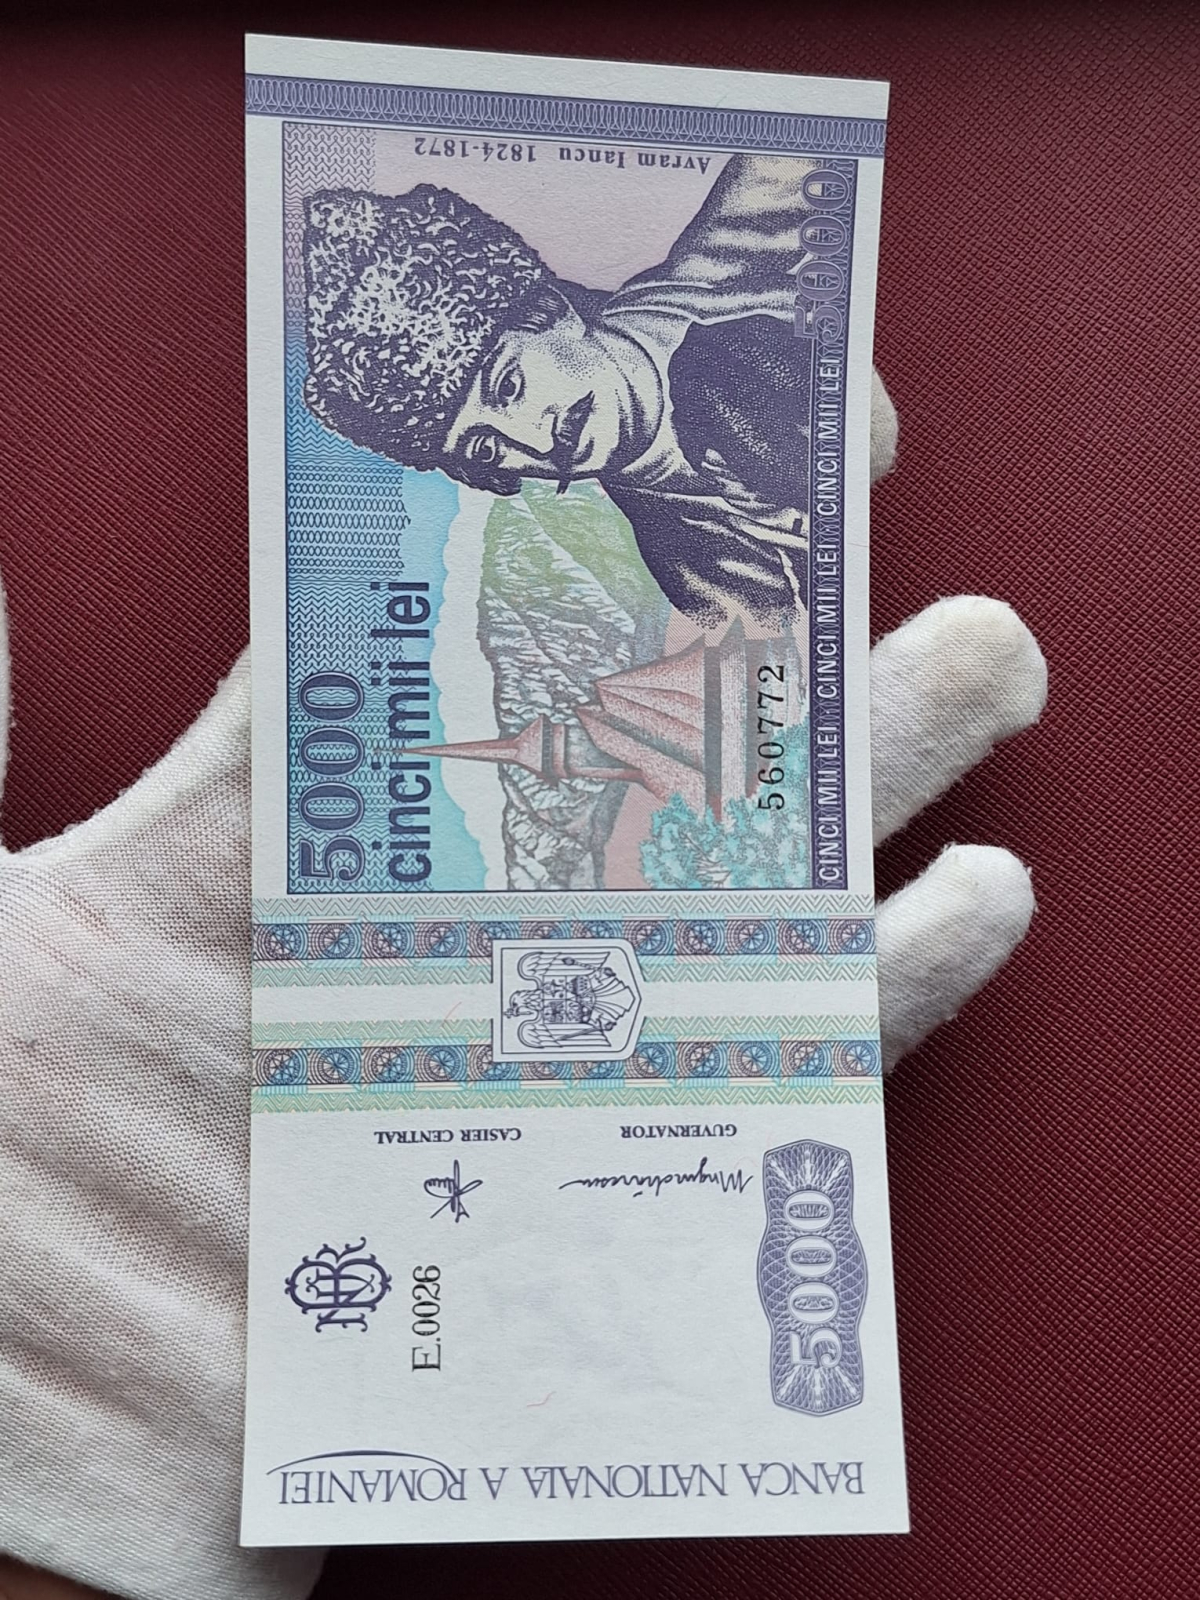 Avram Iancu 1824-1872
5000
cinci mii lei
5000
560772
CINCI MII LEI CINCI MII LEI CINCI MII LEI CINCI MII LEI
GUVERNATOR
CASIER CENTRAL
E.0026
5000
BANCA NATIONALA A ROMANIEI